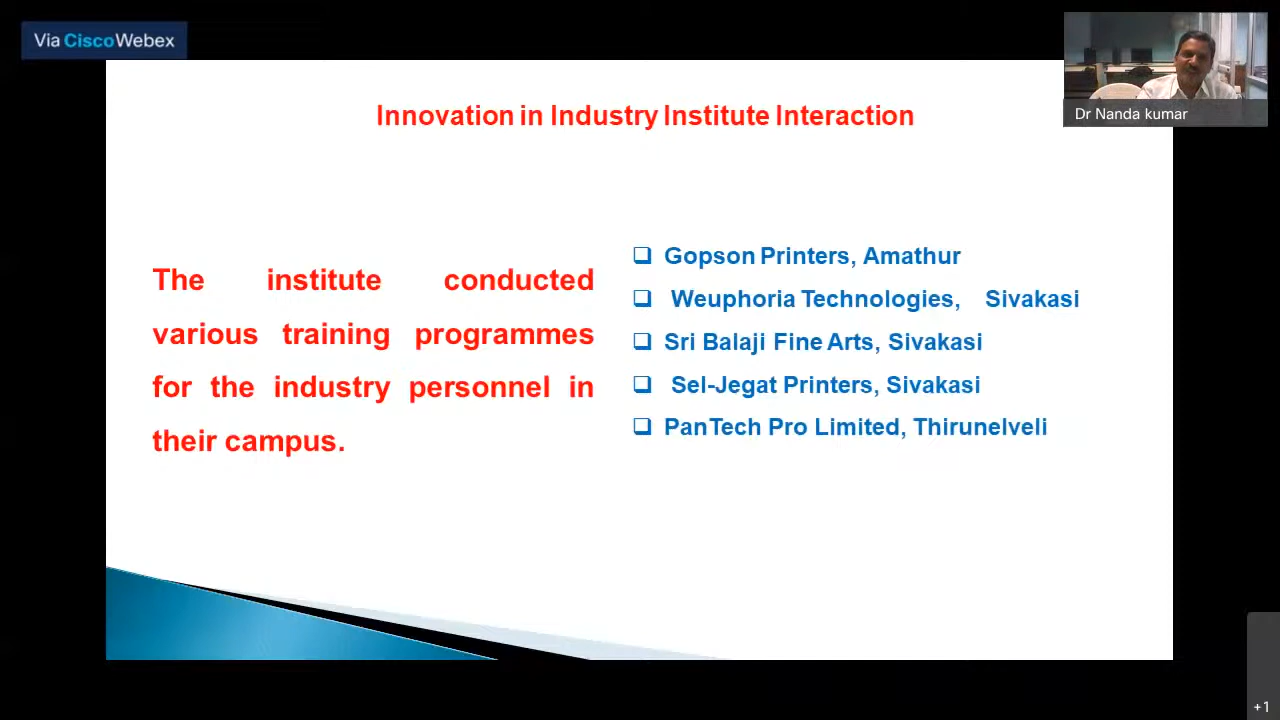 Via CiscoWebex
Dr Nanda kumar
Innovation in Industry Institute Interaction
The institute conducted
various training programmes
for the industry personnel in
their campus.
Gopson Printers, Amathur
Weuphoria Technologies, Sivakasi
Sri Balaji Fine Arts, Sivakasi
Sel-Jegat Printers, Sivakasi
PanTech Pro Limited, Thirunelveli
+1